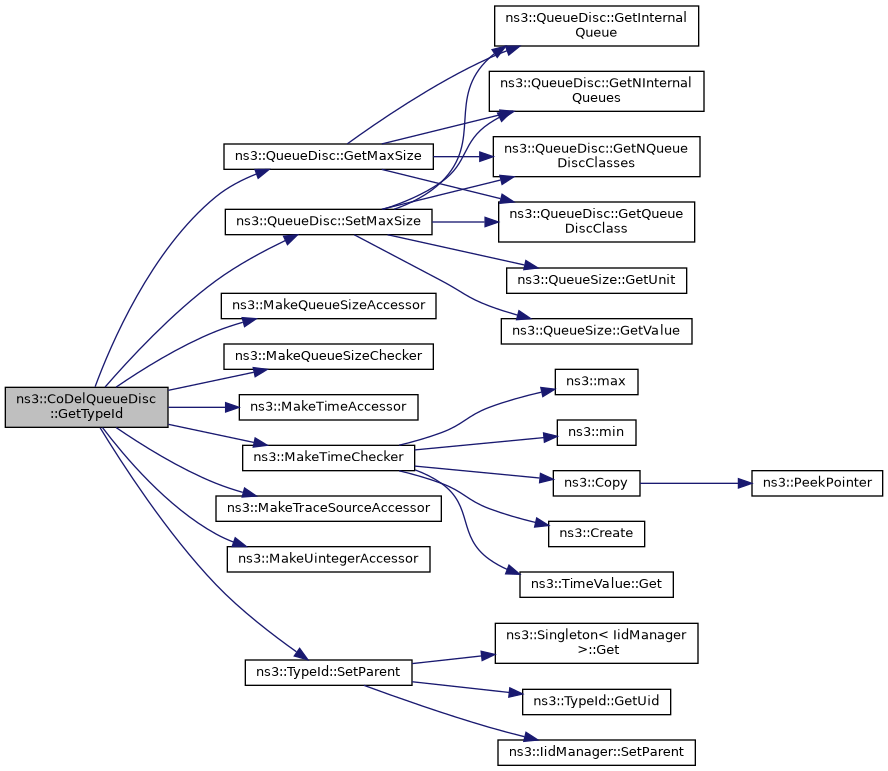 ns3::CoDelQueueDisc
::GetTypeId
ns3::QueueDisc::GetMaxSize
ns3::QueueDisc::SetMaxSize
ns3::MakeQueueSizeAccessor
ns3::MakeQueueSizeChecker
ns3::MakeTimeAccessor
ns3::MakeTimeChecker
ns3::MakeTraceSourceAccessor
ns3::MakeUintegerAccessor
ns3::TypeId::SetParent
ns3::QueueDisc::GetInternal
Queue
ns3::QueueDisc::GetNInternal
Queues
ns3::QueueDisc::GetNQueue
DiscClasses
ns3::QueueDisc::GetQueue
DiscClass
ns3::QueueSize::GetUnit
ns3::QueueSize::GetValue
ns3::max
ns3::min
ns3::Copy
ns3::PeekPointer
ns3::Create
ns3::TimeValue::Get
ns3::Singleton< IidManager
>::Get
ns3::TypeId::GetUid
ns3::IidManager::SetParent